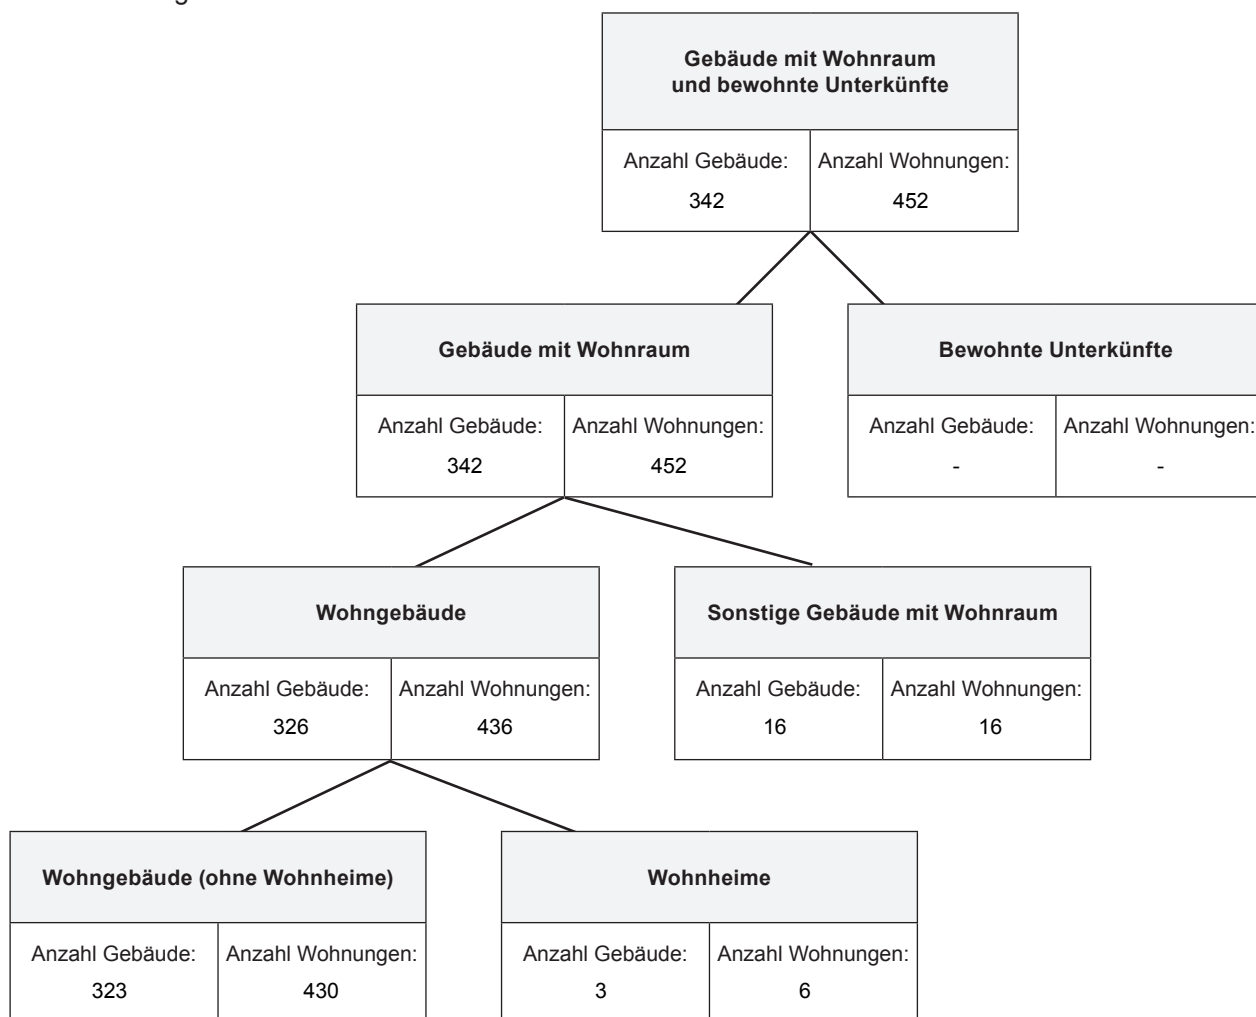 Gebäude mit Wohnraum
und bewohnte Unterkünfte
Anzahl Gebäude:
342
Anzahl Wohnungen:
452
Gebäude mit Wohnraum
Anzahl Gebäude:
342
Anzahl Wohnungen:
452
Bewohnte Unterkünfte
Anzahl Gebäude:
-
Anzahl Wohnungen:
-
Wohngebäude
Anzahl Gebäude:
326
Anzahl Wohnungen:
436
Sonstige Gebäude mit Wohnraum
Anzahl Gebäude:
16
Anzahl Wohnungen:
16
Wohngebäude (ohne Wohnheime)
Anzahl Gebäude:
323
Anzahl Wohnungen:
430
Wohnheime
Anzahl Gebäude:
3
Anzahl Wohnungen:
6